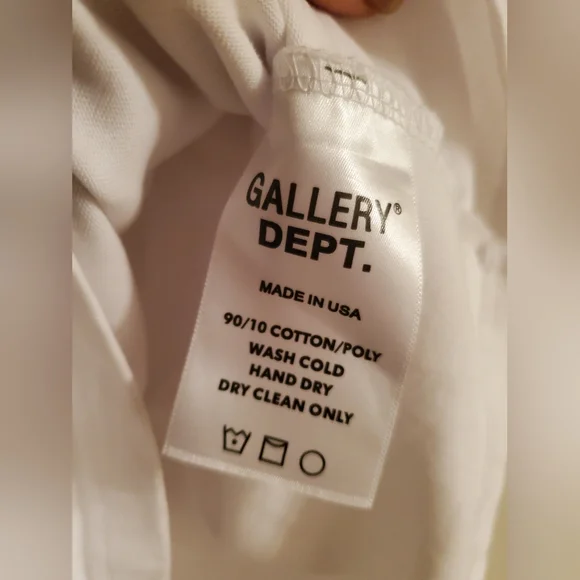 GALLERY®
DEPT.
MADE IN USA
90/10 COTTON/POLY
WASH COLD
HAND DRY
DRY CLEAN ONLY